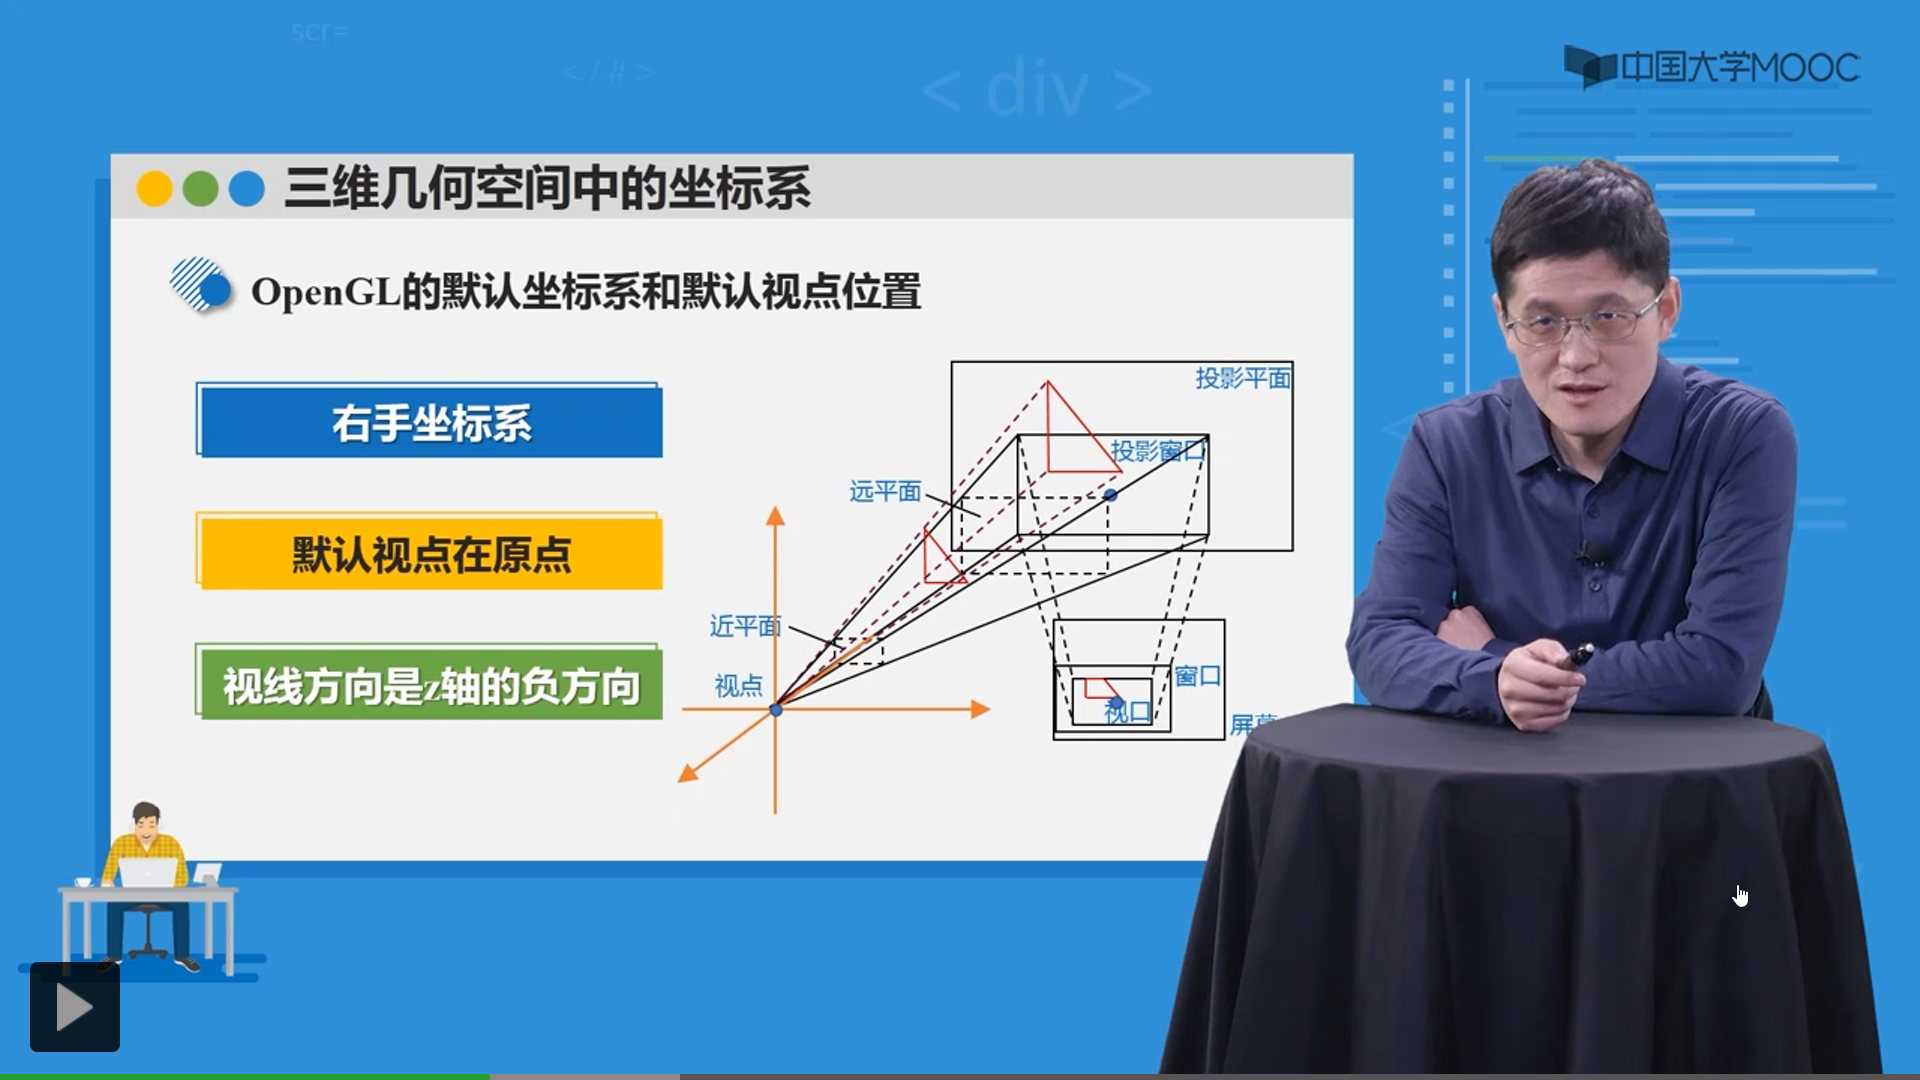 scr=
</#>
< div >
中国大学MOOC
三维几何空间中的坐标系
OpenGL的默认坐标系和默认视点位置
右手坐标系
默认视点在原点
视线方向是z轴的负方向
投影平面
投影窗口
远平面
近平面
视点
窗口
视口
屏幕